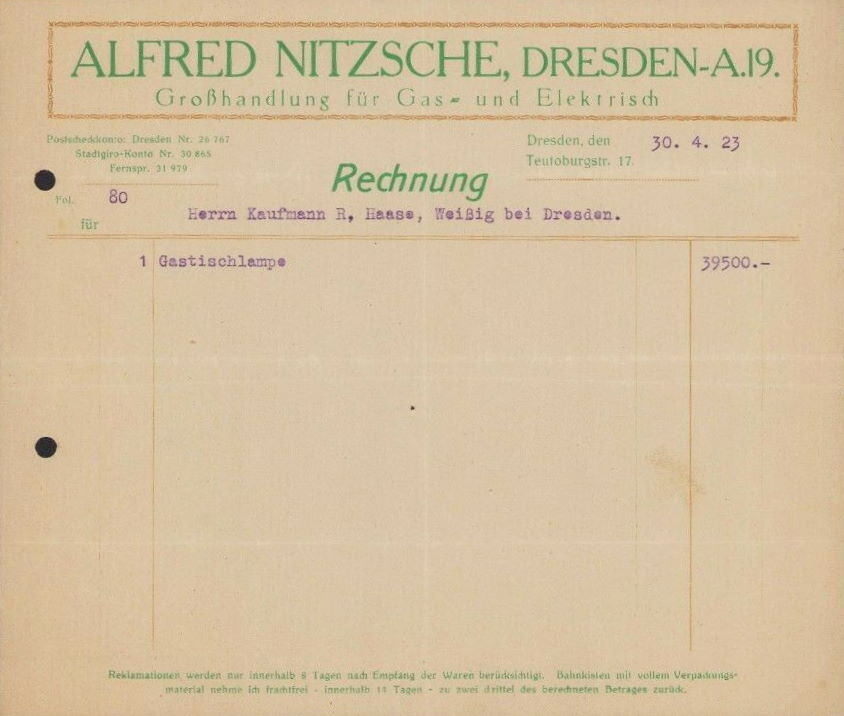 ALFRED NITZSCHE, DRESDEN-A.19.
Großhandlung für Gas- und Elektrisch
Postscheckkonto: Dresden Nr. 26 767
Stadtgiro-Konto Nr. 30 865
Fernspr. 31 979
Dresden, den 30. 4. 23
Teutoburgstr. 17.
Rechnung
Fol. 80
für Herrn Kaufmann R, Haase, Weißig bei Dresden.
1 Gastischlampe 39500.-
Reklamationen werden nur innerhalb 8 Tagen nach Empfang der Waren berücksichtigt. Bahnkisten mit vollem Verpackungs-
material nehme ich frachtfrei - innerhalb 14 Tagen - zu zwei drittel des berechneten Betrages zurück.